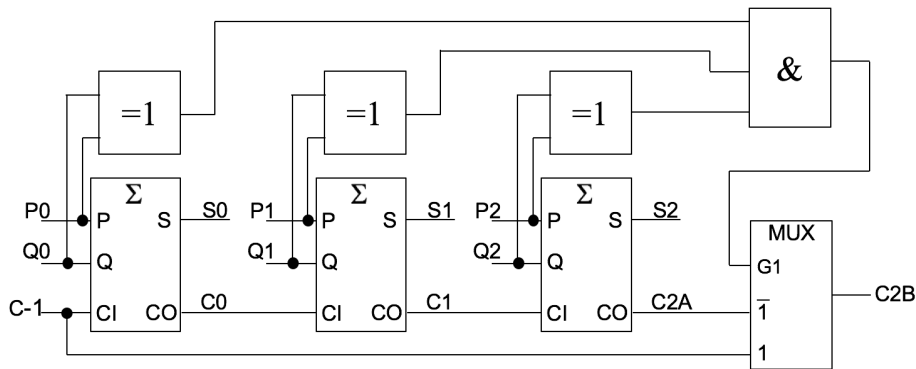 &
=1 =1 =1
Σ Σ Σ
P0 P S S0 P1 P S S1 P2 P S S2
MUX
Q0 Q Q1 Q Q2 Q
G1
C-1 CI CO C0 CI CO C1 CI CO C2A 1̅ C2B
1